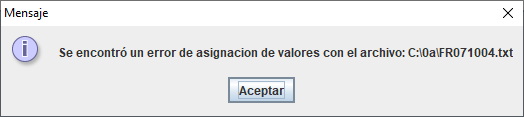 Mensaje
Se encontró un error de asignacion de valores con el archivo: C:\0a\FR071004.txt
Aceptar